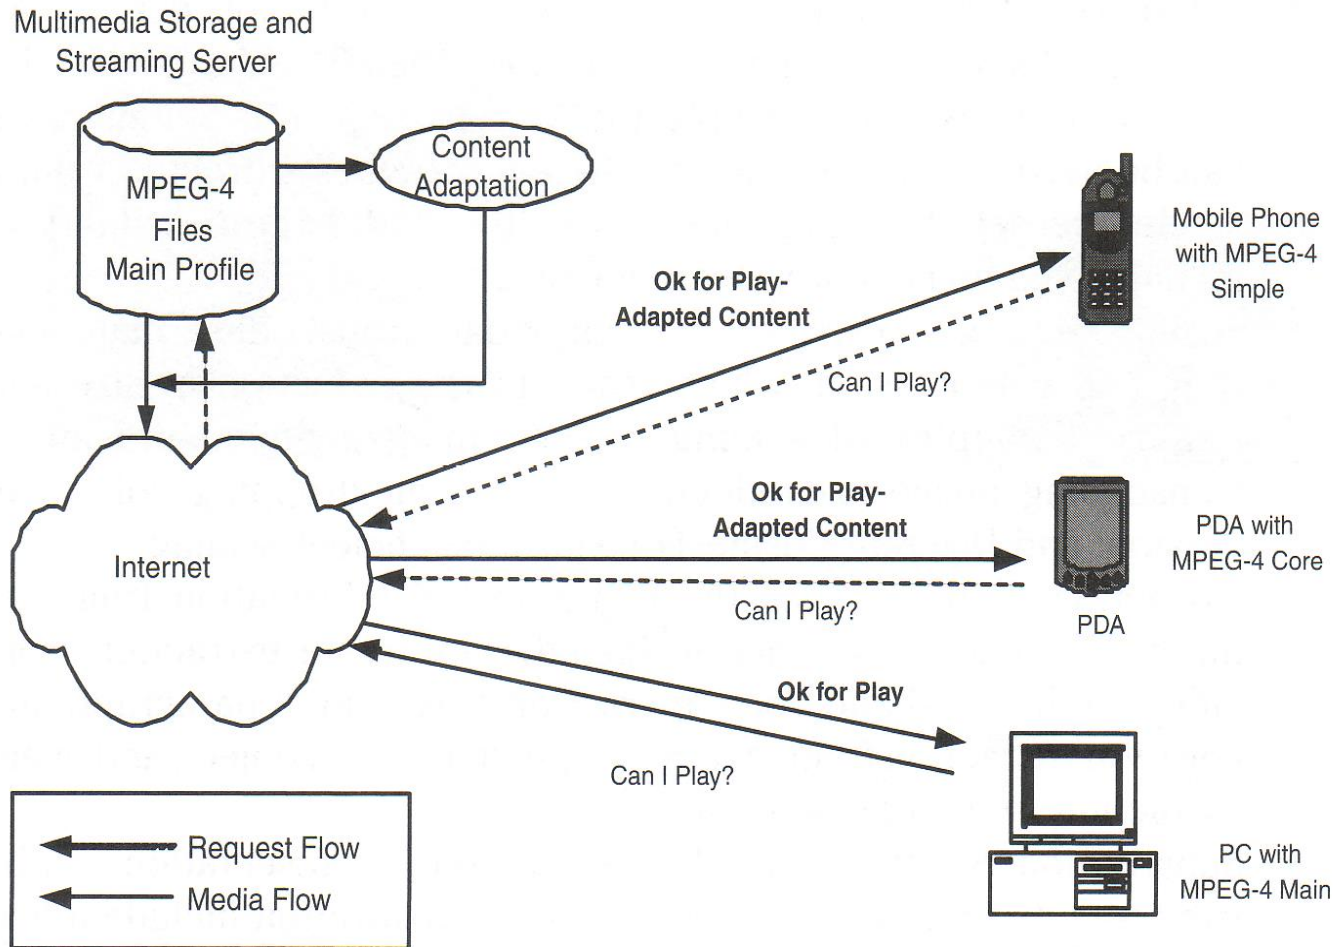 Multimedia Storage and
Streaming Server
MPEG-4
Files
Main Profile
Content
Adaptation
Mobile Phone
with MPEG-4
Simple
Ok for Play-
Adapted Content
Can I Play?
Ok for Play-
Adapted Content
PDA with
MPEG-4 Core
Internet
Can I Play?
PDA
Ok for Play
Can I Play?
PC with
MPEG-4 Main
Request Flow
Media Flow